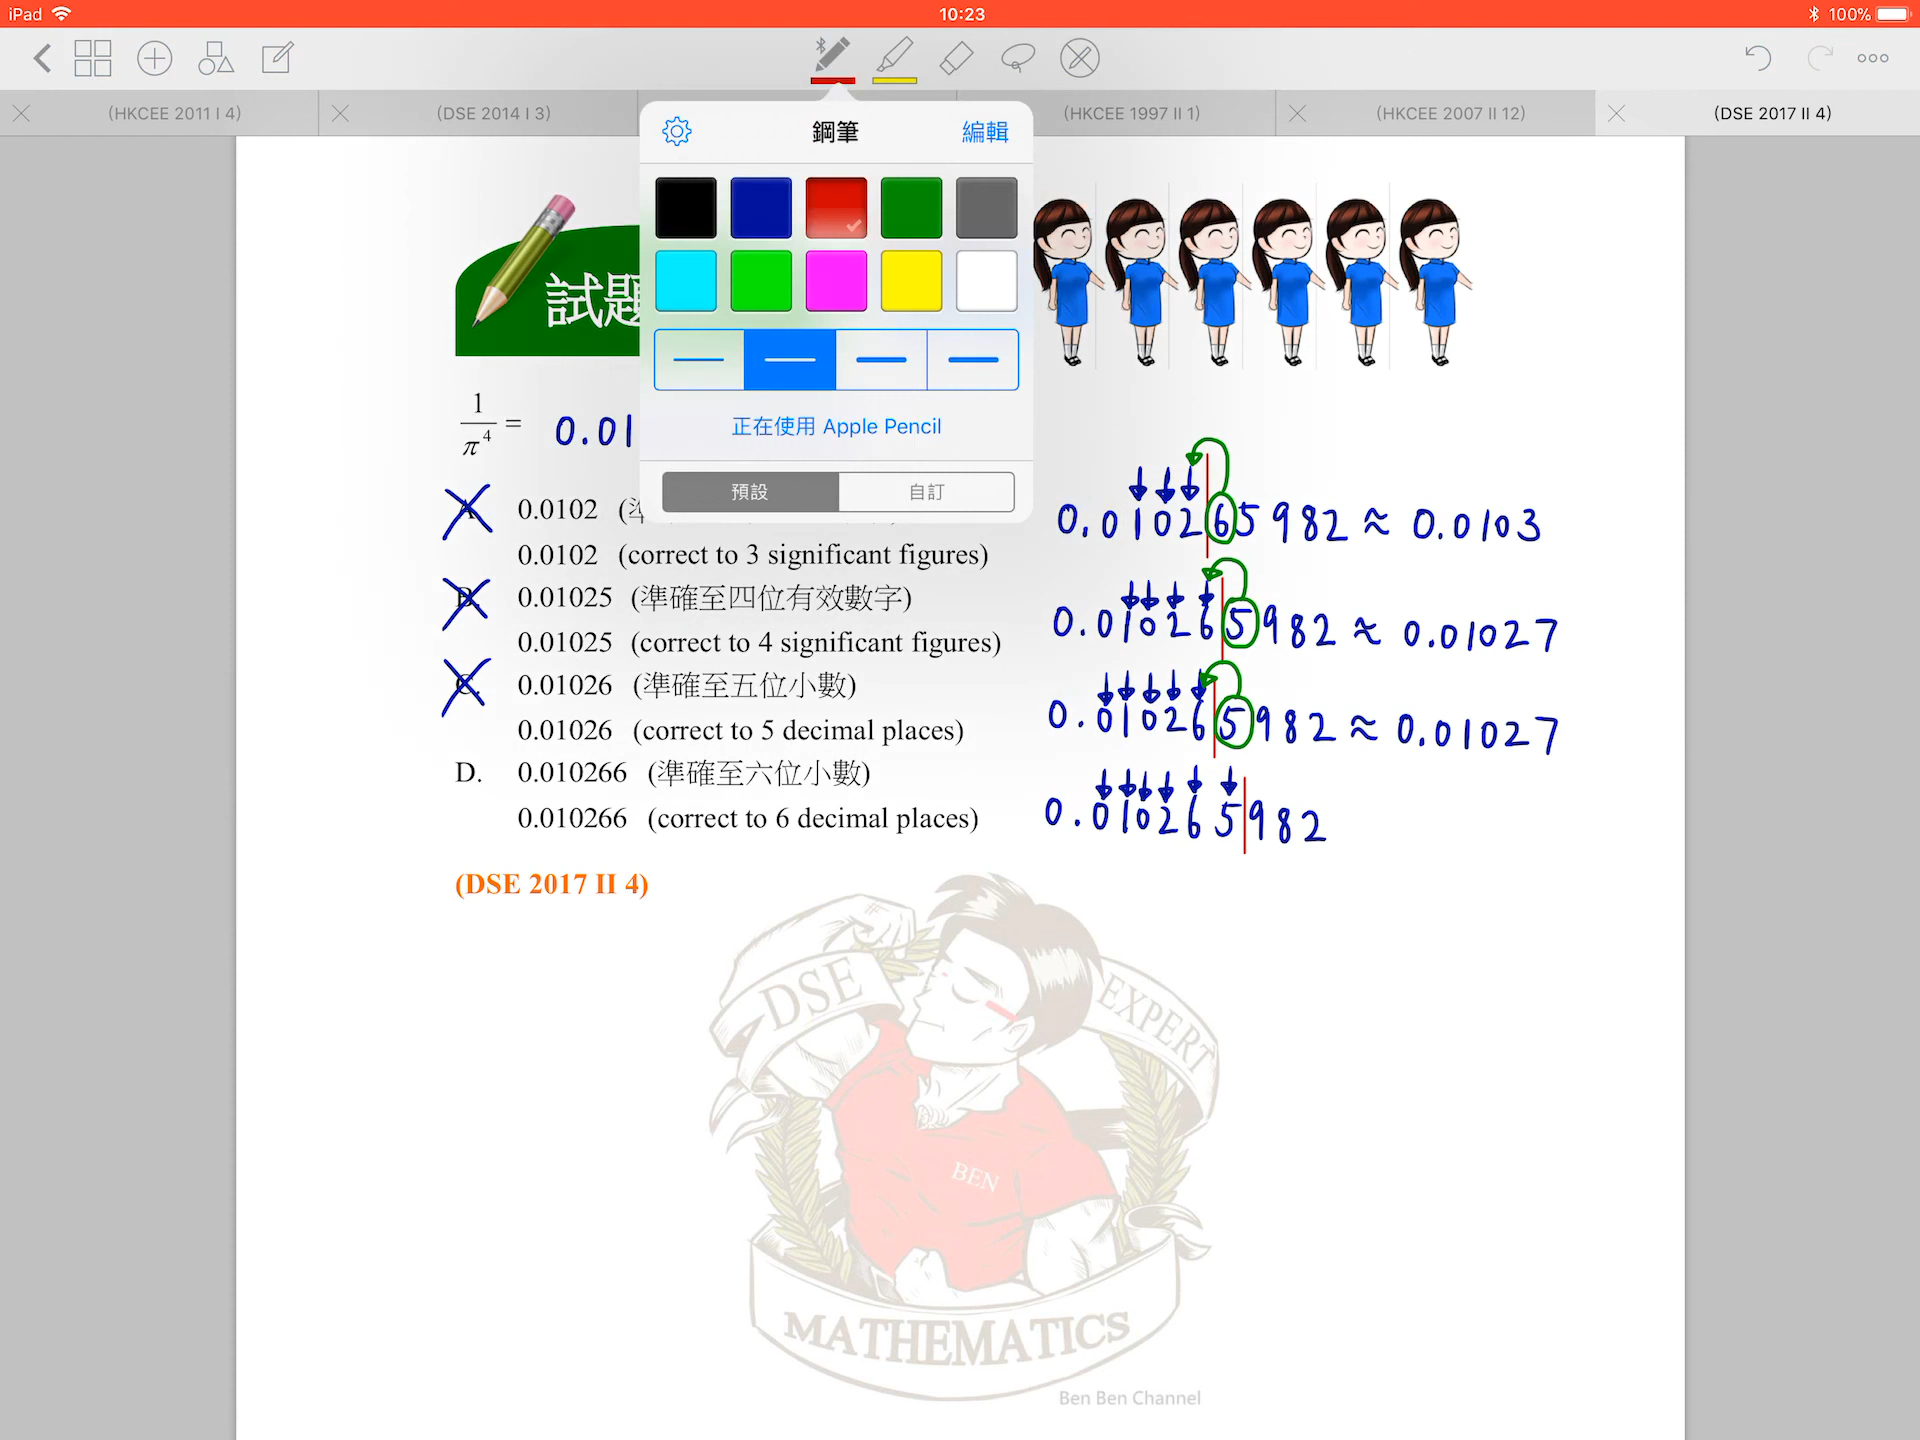 iPad 10:23 100%
(HKCEE 2011 I 4) (DSE 2014 I 3) (HKCEE 1997 II 1) (HKCEE 2007 II 12) (DSE 2017 II 4)
鋼筆 編輯
正在使用 Apple Pencil
預設 自訂
試題
1/π⁴ = 0.01
A. 0.0102 (準
0.0102 (correct to 3 significant figures)
0.010265982 ≈ 0.0103
B. 0.01025 (準確至四位有效數字)
0.01025 (correct to 4 significant figures)
0.010265982 ≈ 0.01027
C. 0.01026 (準確至五位小數)
0.01026 (correct to 5 decimal places)
0.010265982 ≈ 0.01027
D. 0.010266 (準確至六位小數)
0.010266 (correct to 6 decimal places)
0.010265982
(DSE 2017 II 4)
DSE EXPERT
BEN
MATHEMATICS
Ben Ben Channel